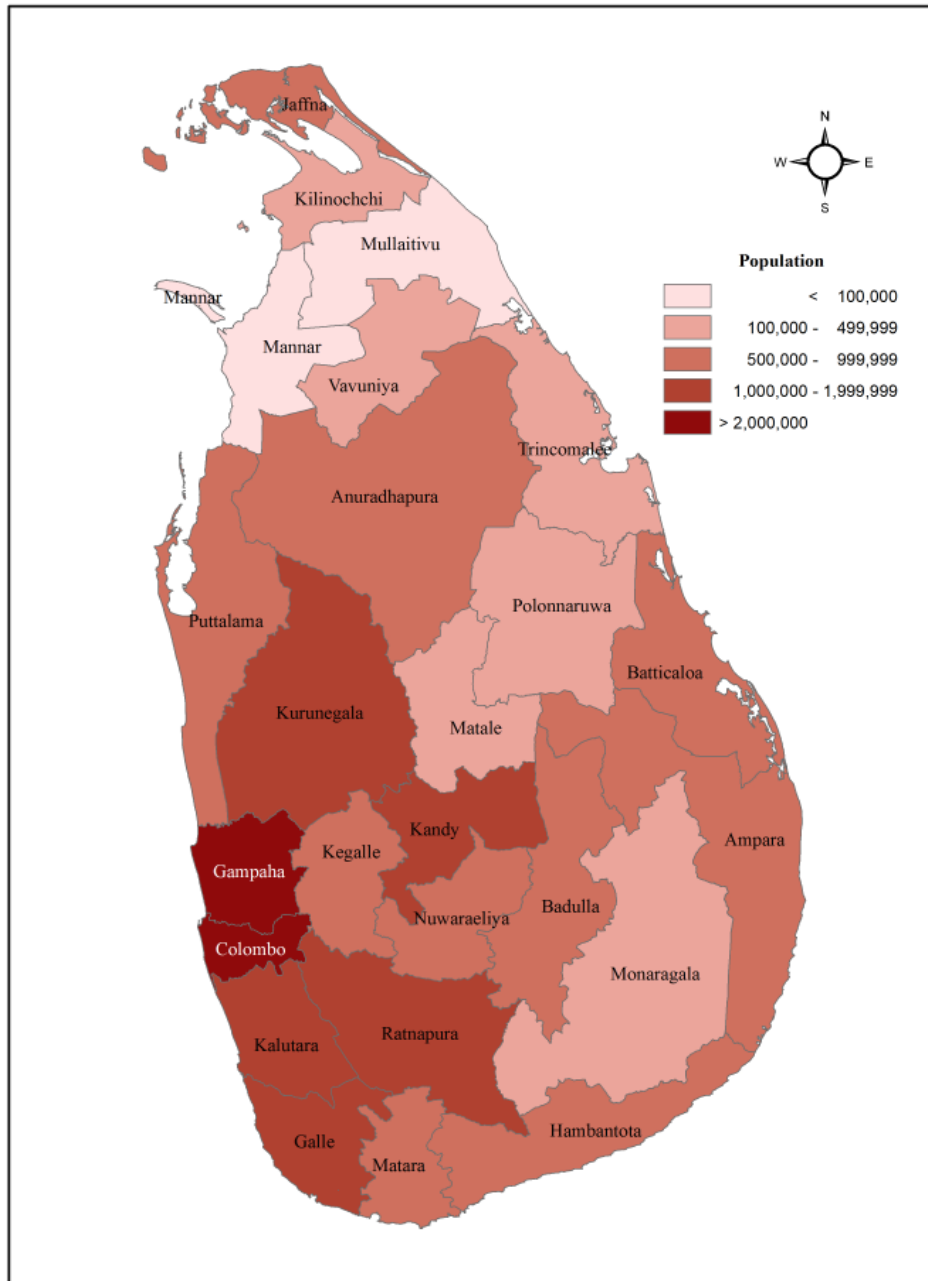 Jaffna
N
W E
S
Kilinochchi
Mullaitivu
Population
< 100,000
100,000 - 499,999
500,000 - 999,999
1,000,000 - 1,999,999
> 2,000,000
Mannar
Mannar
Vavuniya
Trincomalee
Anuradhapura
Polonnaruwa
Puttalama
Batticaloa
Kurunegala
Matale
Kandy
Ampara
Kegalle
Gampaha
Badulla
Nuwaraeliya
Colombo
Monaragala
Ratnapura
Kalutara
Hambantota
Galle
Matara